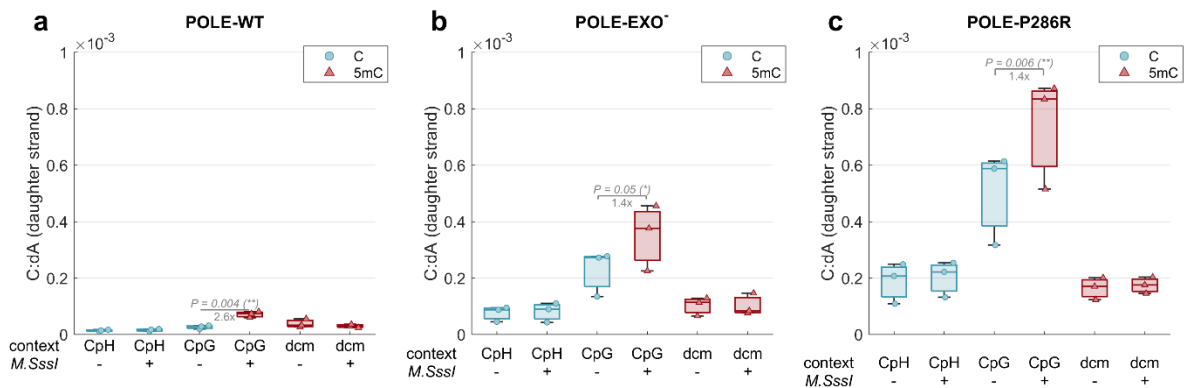 a
POLE-WT
×10⁻³
C
5mC
1
0.8
0.6
0.4
0.2
0
C:dA (daughter strand)
P = 0.004 (**)
2.6x
context CpH CpH CpG CpG dcm dcm
M.SssI - + - + - +
b
POLE-EXO⁻
×10⁻³
C
5mC
1
0.8
0.6
0.4
0.2
0
C:dA (daughter strand)
P = 0.05 (*)
1.4x
context CpH CpH CpG CpG dcm dcm
M.SssI - + - + - +
c
POLE-P286R
×10⁻³
C
5mC
1
0.8
0.6
0.4
0.2
0
C:dA (daughter strand)
P = 0.006 (**)
1.4x
context CpH CpH CpG CpG dcm dcm
M.SssI - + - + - +